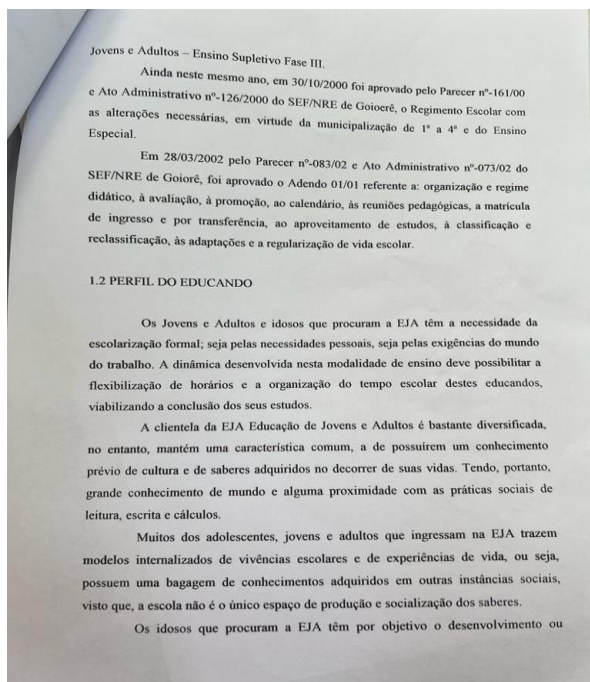 Jovens e Adultos – Ensino Supletivo Fase III.
Ainda neste mesmo ano, em 30/10/2000 foi aprovado pelo Parecer nº-161/00
e Ato Administrativo nº-126/2000 do SEF/NRE de Goioerê, o Regimento Escolar com
as alterações necessárias, em virtude da municipalização de 1ª a 4ª e do Ensino
Especial.
Em 28/03/2002 pelo Parecer nº-083/02 e Ato Administrativo nº-073/02 do
SEF/NRE de Goiorê, foi aprovado o Adendo 01/01 referente a: organização e regime
didático, à avaliação, à promoção, ao calendário, às reuniões pedagógicas, a matrícula
de ingresso e por transferência, ao aproveitamento de estudos, à classificação e
reclassificação, às adaptações e a regularização de vida escolar.
1.2 PERFIL DO EDUCANDO
Os Jovens e Adultos e idosos que procuram a EJA têm a necessidade da
escolarização formal; seja pelas necessidades pessoais, seja pelas exigências do mundo
do trabalho. A dinâmica desenvolvida nesta modalidade de ensino deve possibilitar a
flexibilização de horários e a organização do tempo escolar destes educandos,
viabilizando a conclusão dos seus estudos.
A clientela da EJA Educação de Jovens e Adultos é bastante diversificada,
no entanto, mantém uma característica comum, a de possuírem um conhecimento
prévio de cultura e de saberes adquiridos no decorrer de suas vidas. Tendo, portanto,
grande conhecimento de mundo e alguma proximidade com as práticas sociais de
leitura, escrita e cálculos.
Muitos dos adolescentes, jovens e adultos que ingressam na EJA trazem
modelos internalizados de vivências escolares e de experiências de vida, ou seja,
possuem uma bagagem de conhecimentos adquiridos em outras instâncias sociais,
visto que, a escola não é o único espaço de produção e socialização dos saberes.
Os idosos que procuram a EJA têm por objetivo o desenvolvimento ou